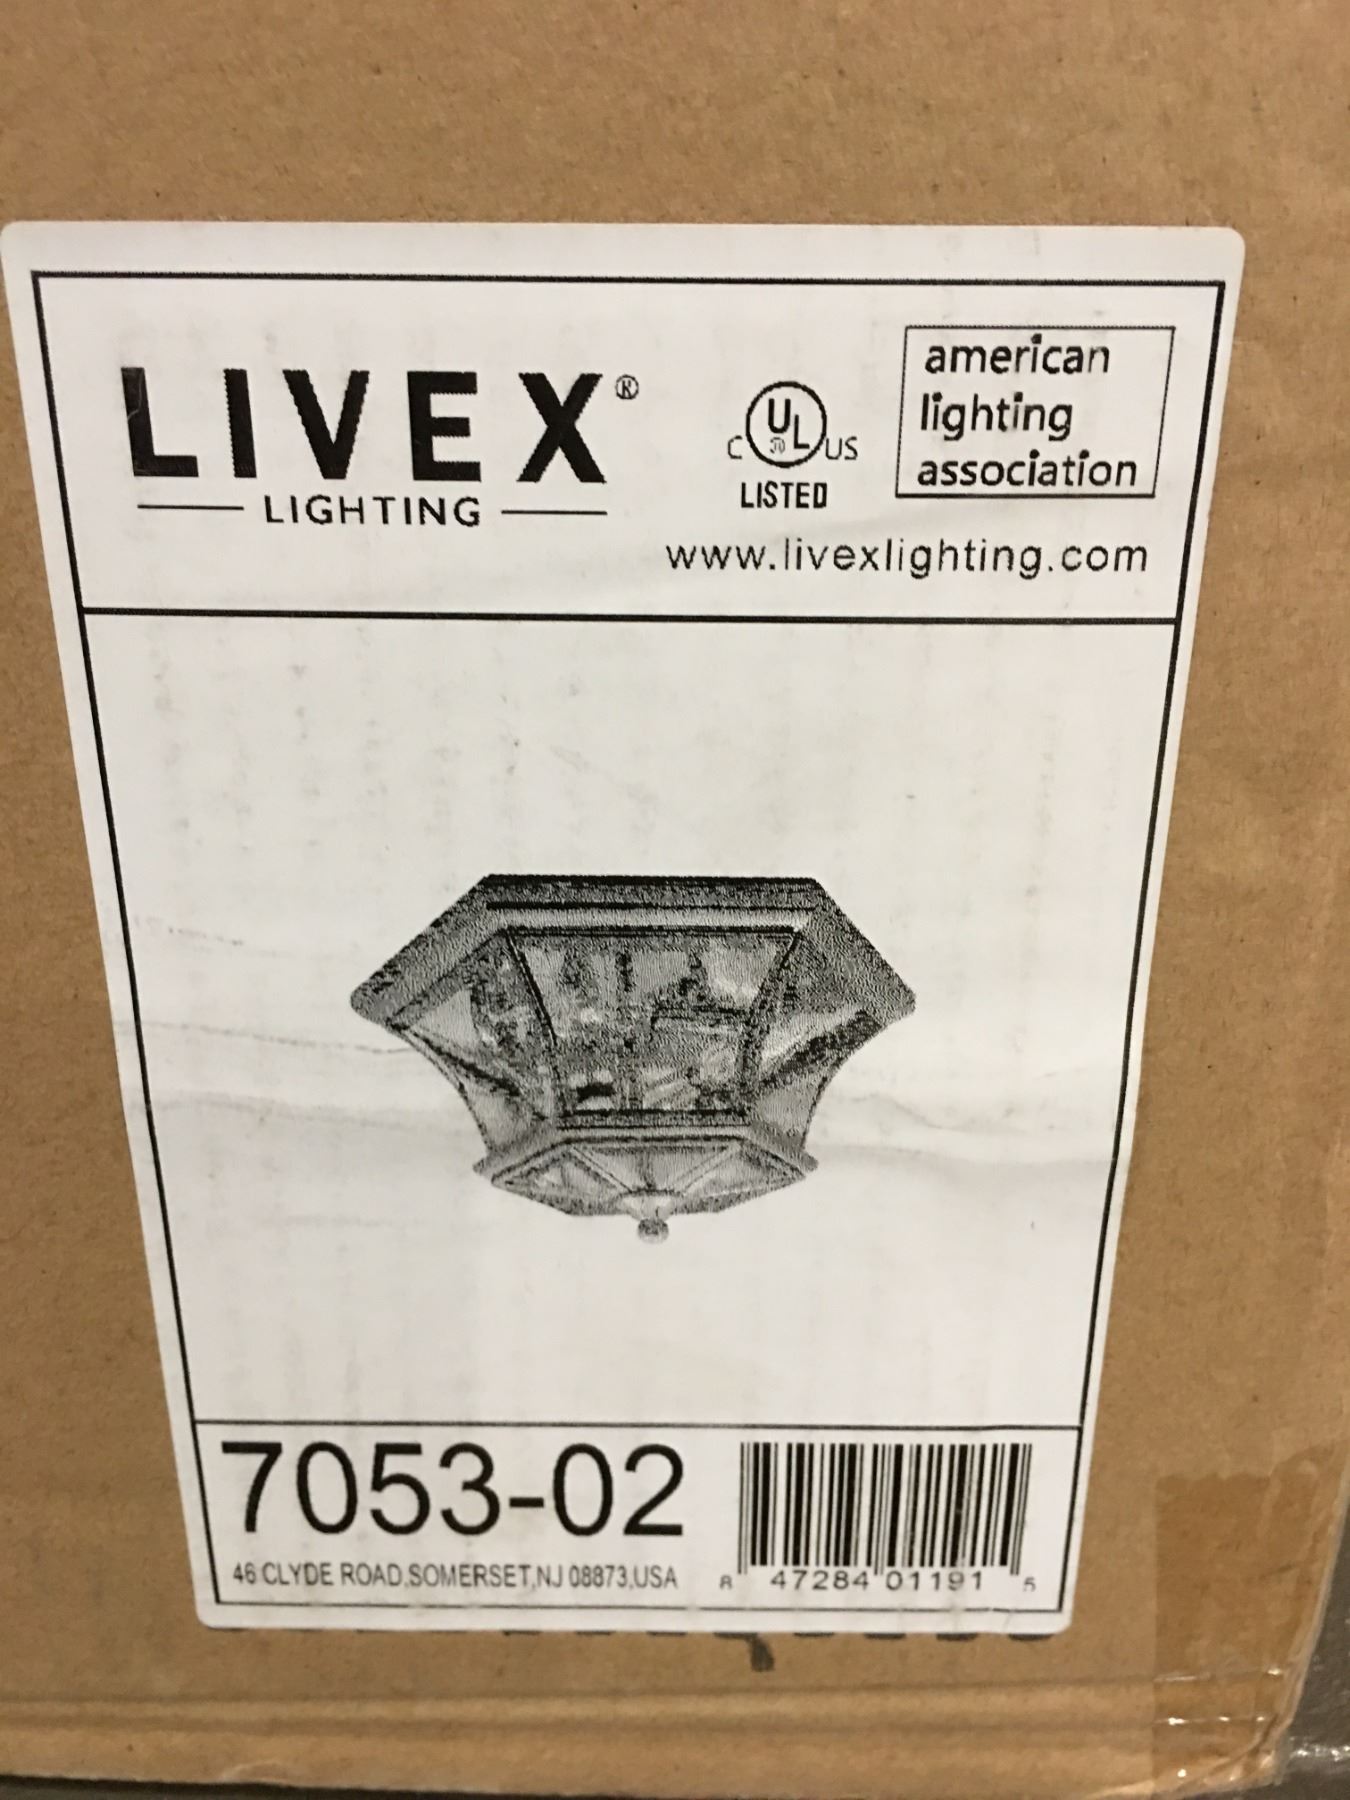 LIVEX®
LIGHTING
C UL® US
LISTED
american
lighting
association
www.livexlighting.com
7053-02
46 CLYDE ROAD,SOMERSET,NJ 08873,USA
8 47284 01191 5